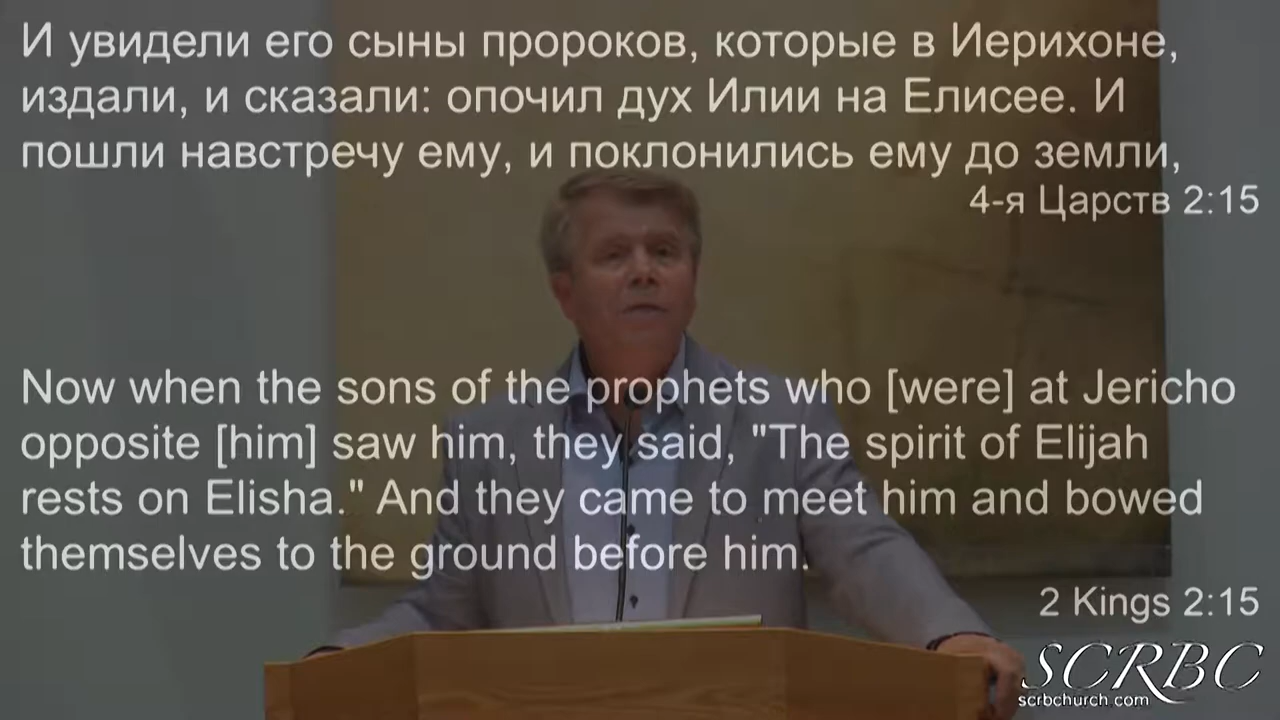 И увидели его сыны пророков, которые в Иерихоне,
издали, и сказали: опочил дух Илии на Елисее. И
пошли навстречу ему, и поклонились ему до земли,
4-я Царств 2:15
Now when the sons of the prophets who [were] at Jericho
opposite [him] saw him, they said, "The spirit of Elijah
rests on Elisha." And they came to meet him and bowed
themselves to the ground before him.
2 Kings 2:15
SCRBC
scrbchurch.com